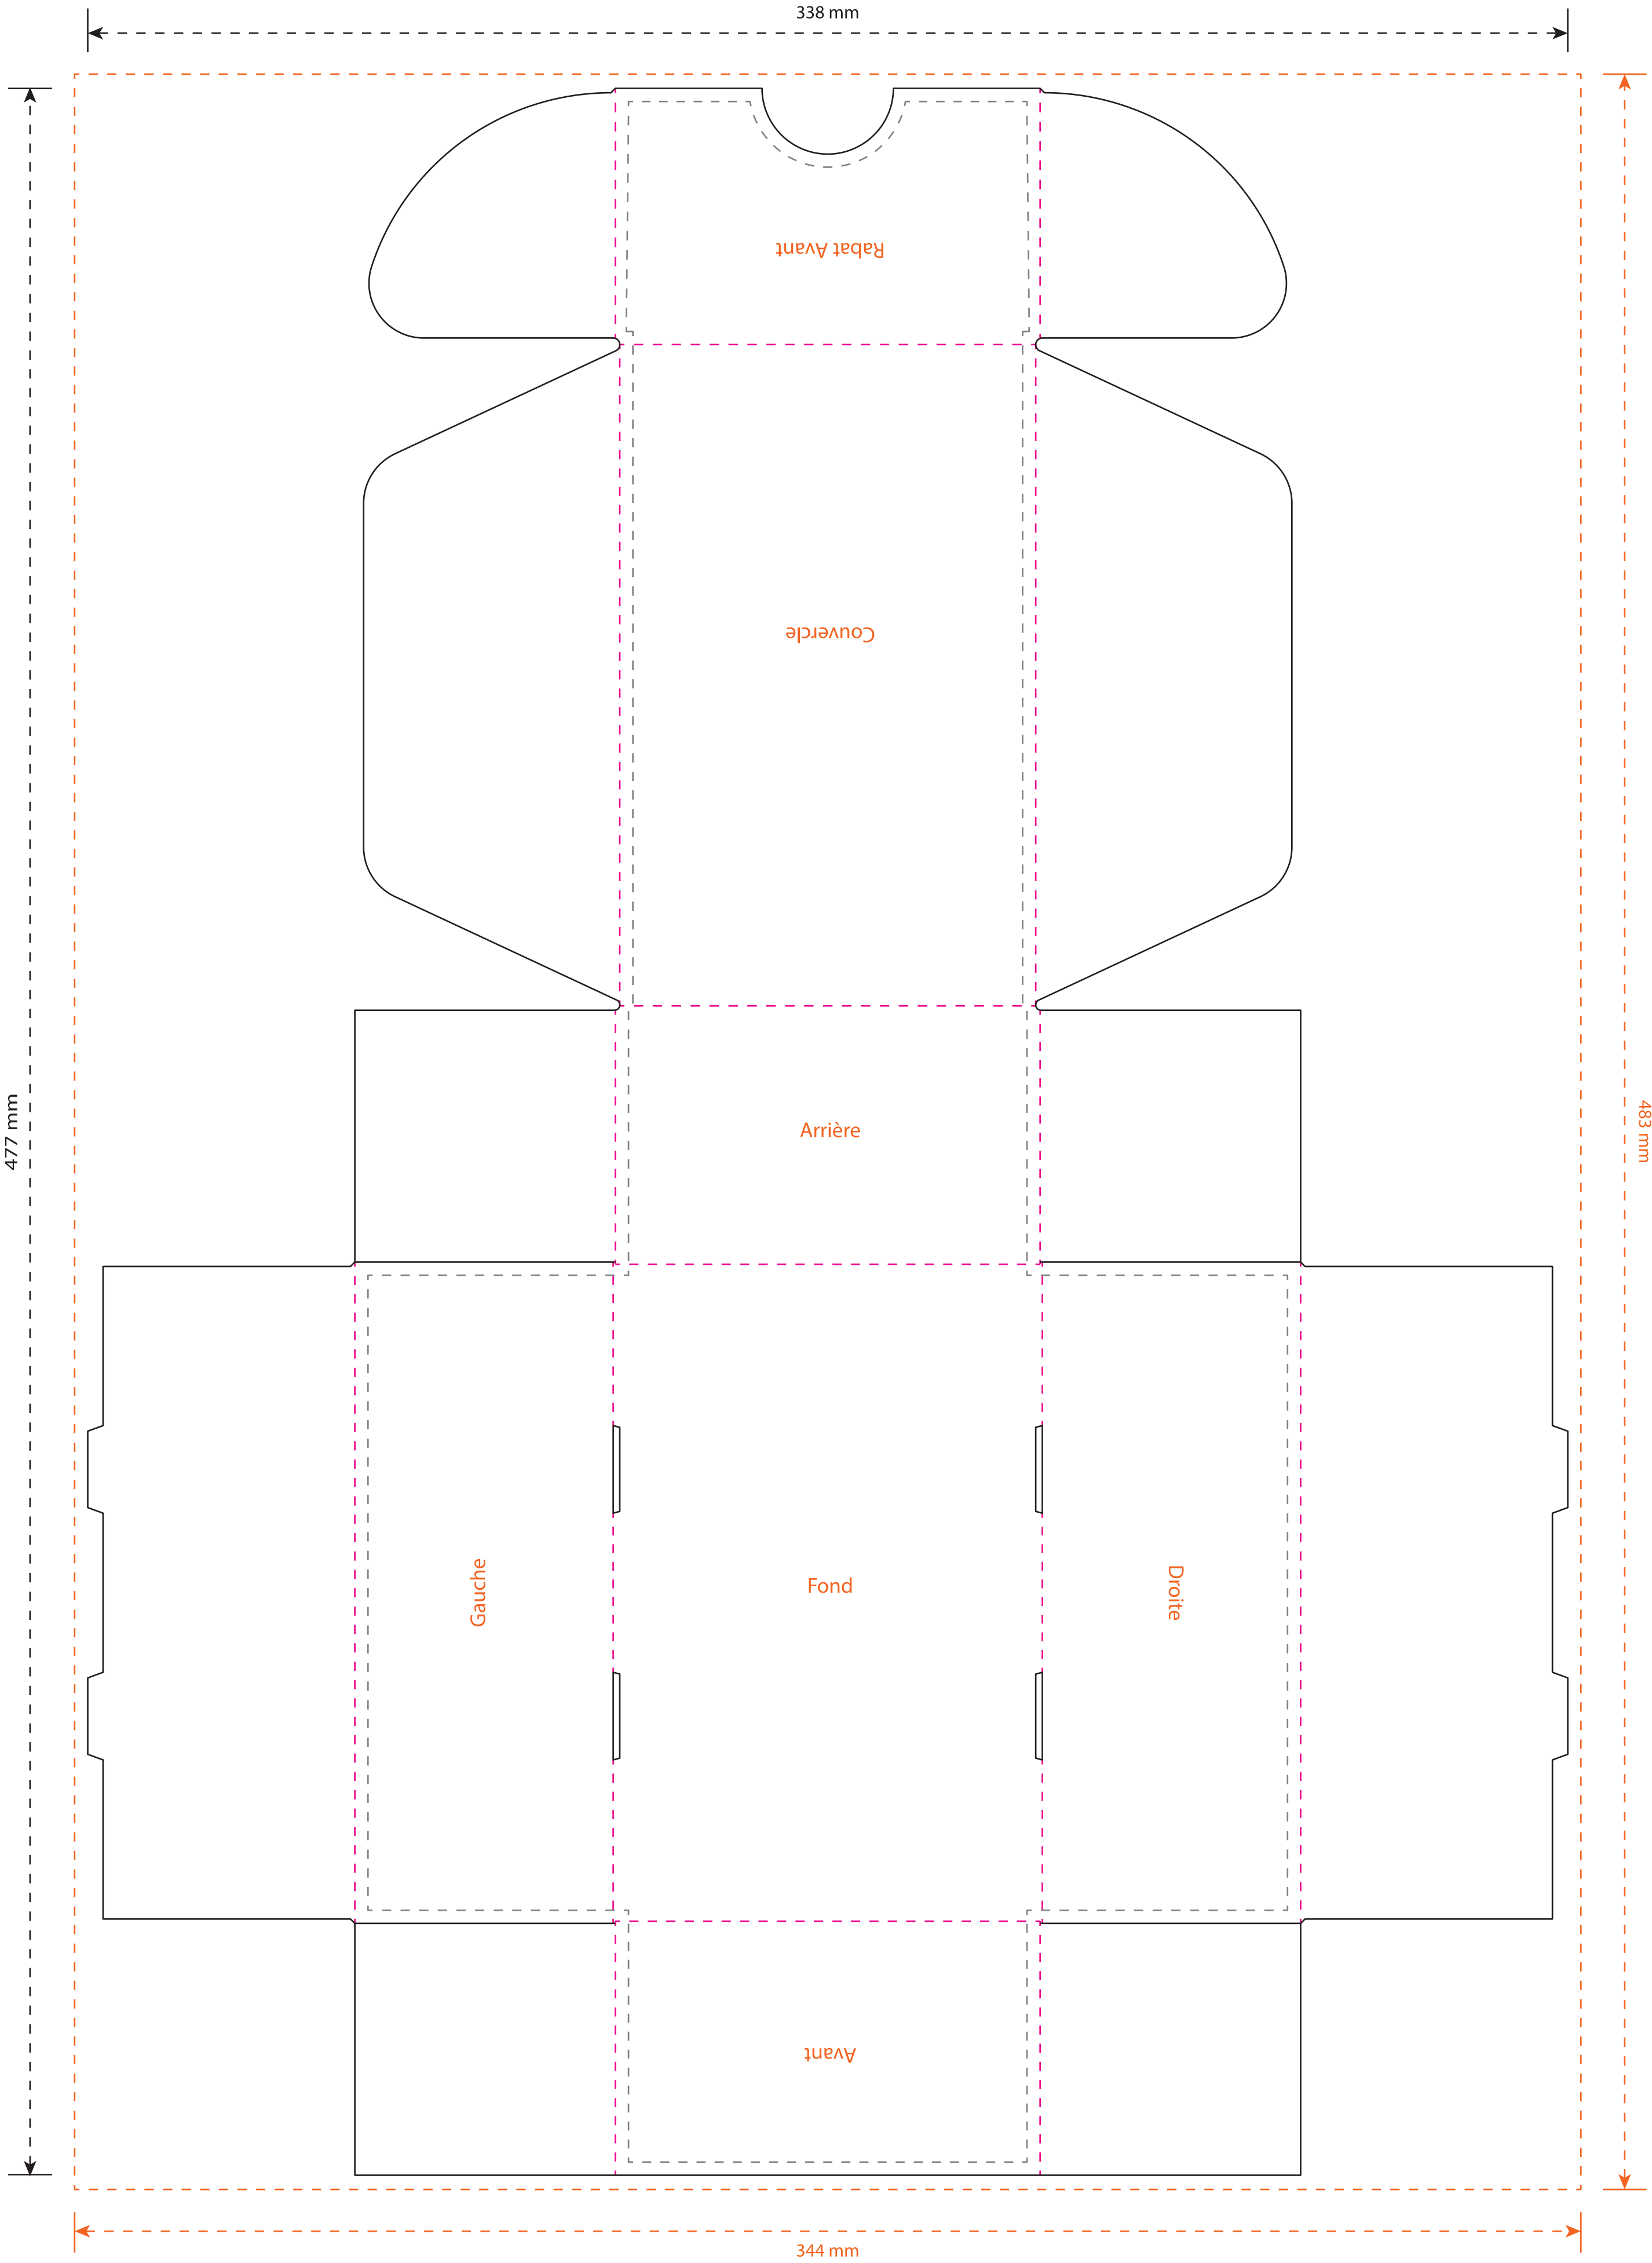 338 mm
Rabat Avant
Couvercle
477 mm
483 mm
Arrière
Gauche
Fond
Droite
Avant
344 mm